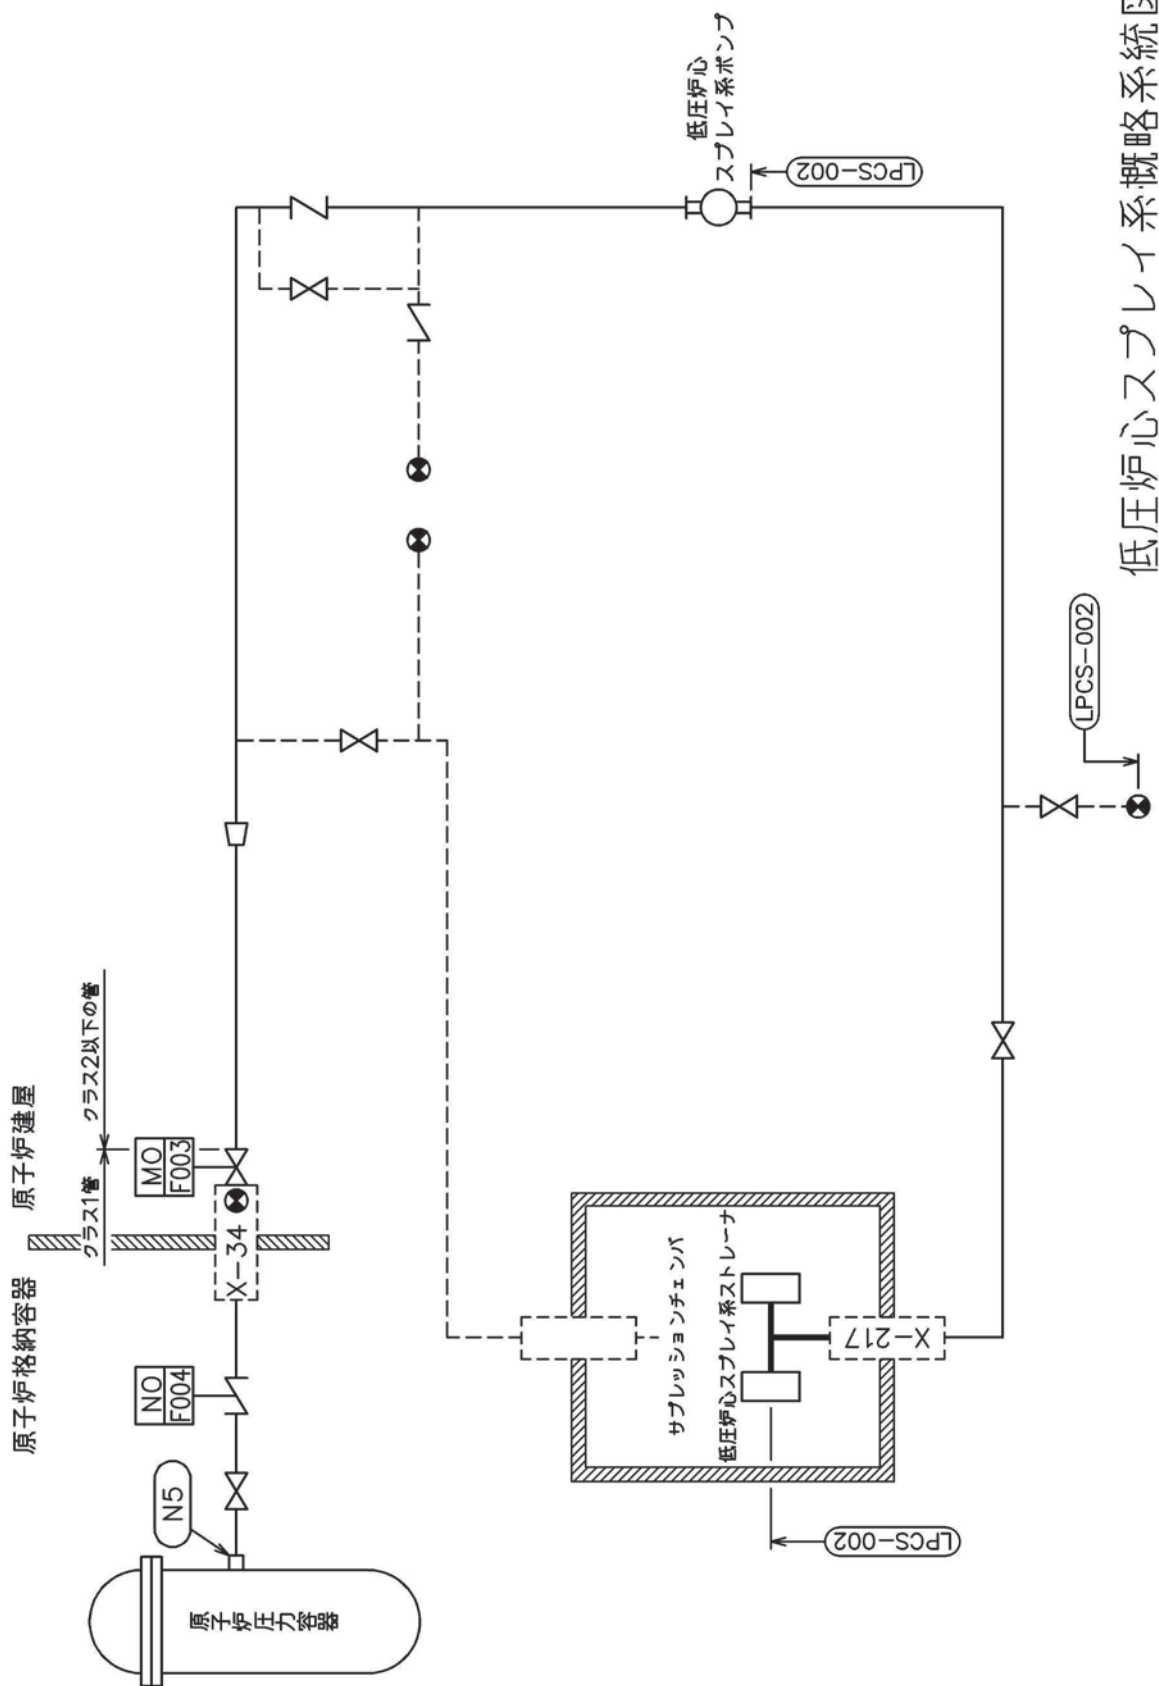 原子炉格納容器
原子炉建屋
クラス1管
クラス2以下の管
MO
F003
NO
F004
X-34
N5
原子炉圧力容器
低圧炉心
スプレイ系ポンプ
LPCS-002
サプレッションチェンバ
低圧炉心スプレイ系ストレーナ
X-217
LPCS-002
LPCS-002
低圧炉心スプレイ系概略系統図